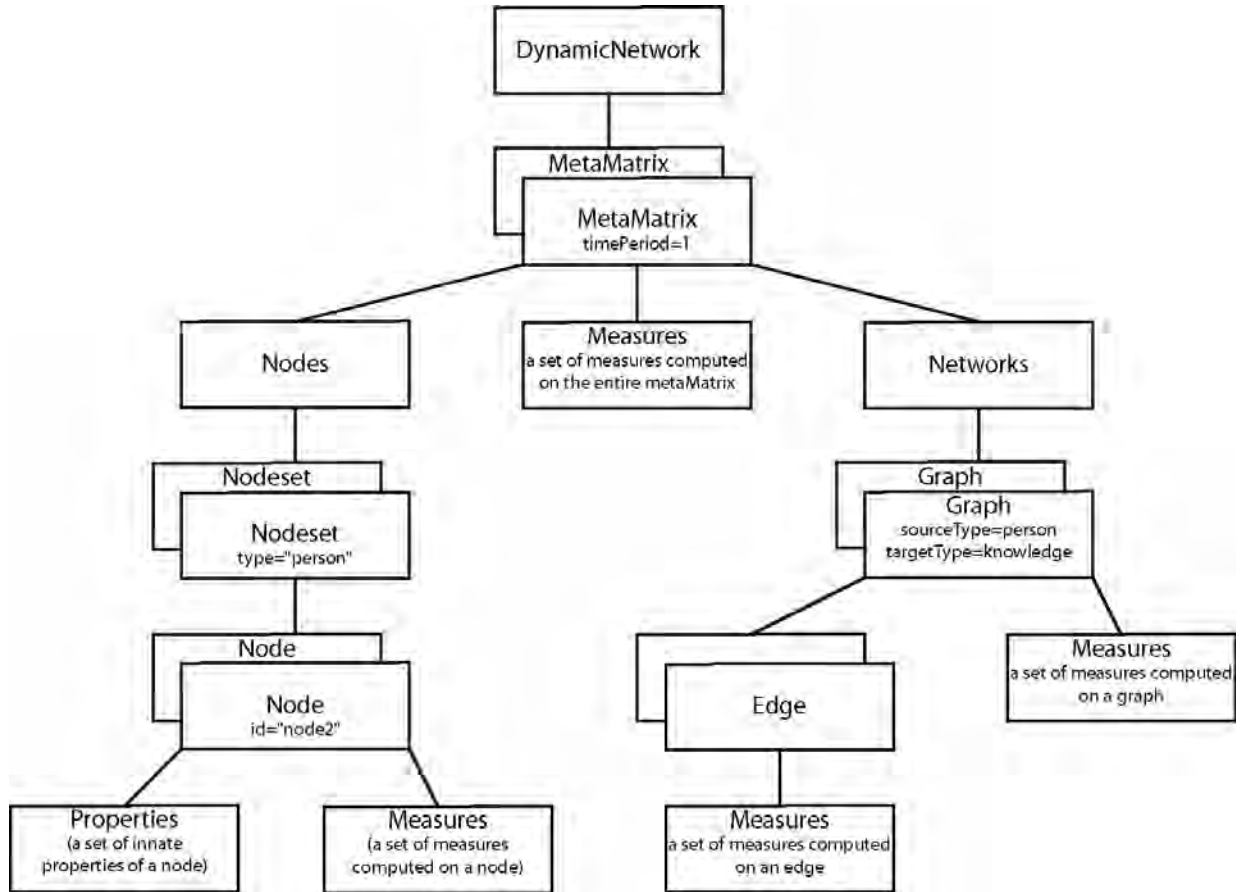 DynamicNetwork
MetaMatrix
MetaMatrix
timePeriod=1
Nodes
Measures
a set of measures computed
on the entire metaMatrix
Networks
Nodeset
Nodeset
type="person"
Graph
Graph
sourceType=person
targetType=knowledge
Node
Node
id="node2"
Edge
Measures
a set of measures computed
on a graph
Properties
(a set of innate
properties of a node)
Measures
(a set of measures
computed on a node)
Measures
a set of measures computed
on an edge